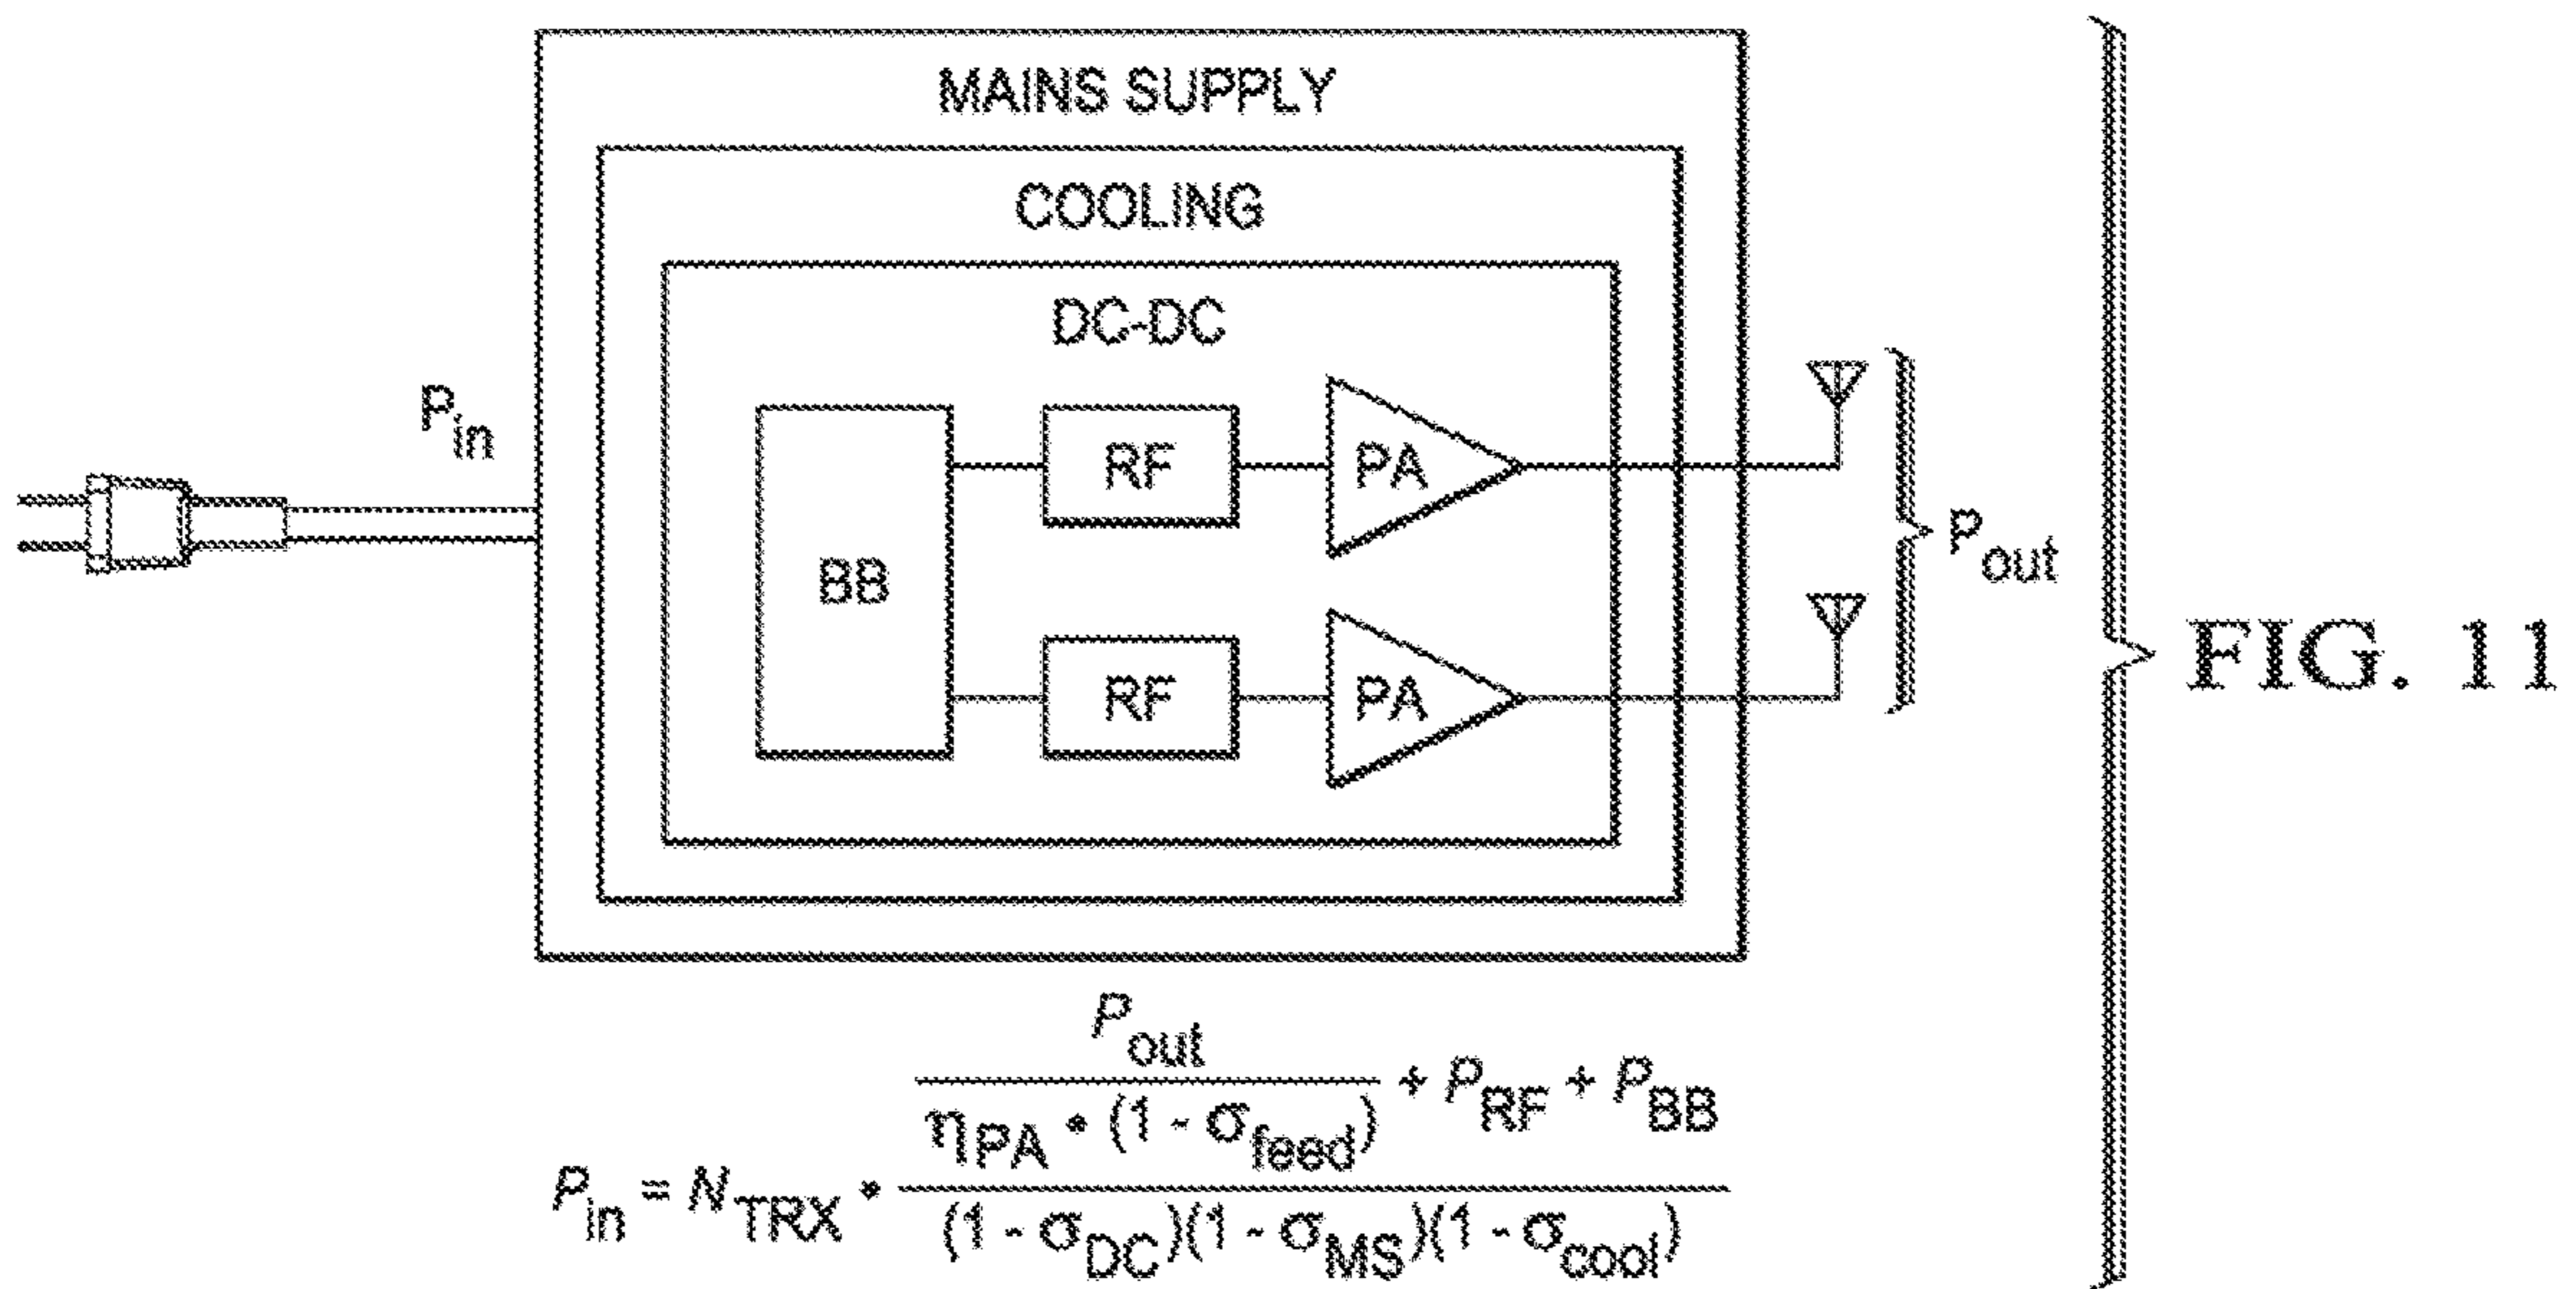 MAINS SUPPLY
COOLING
DC-DC
P_in
BB
RF
PA
RF
PA
P_out
FIG. 11
P_in = N_TRX • (P_out / (η_PA • (1 - σ_feed)) + P_RF + P_BB) / ((1 - σ_DC)(1 - σ_MS)(1 - σ_cool))